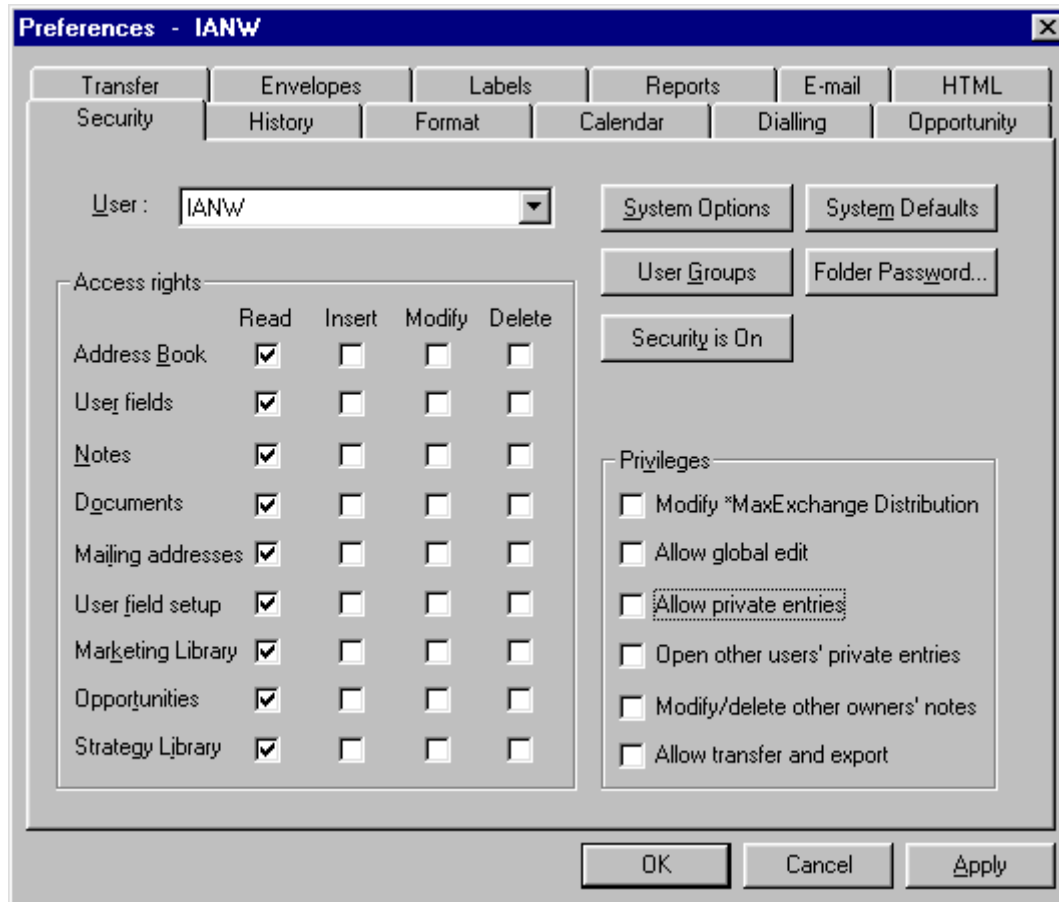 Preferences - IANW
Transfer Envelopes Labels Reports E-mail HTML
Security History Format Calendar Dialling Opportunity
User : IANW
System Options System Defaults
User Groups Folder Password...
Security is On
Access rights
Read Insert Modify Delete
Address Book
User fields
Notes
Documents
Mailing addresses
User field setup
Marketing Library
Opportunities
Strategy Library
Privileges
Modify *MaxExchange Distribution
Allow global edit
Allow private entries
Open other users' private entries
Modify/delete other owners' notes
Allow transfer and export
OK Cancel Apply